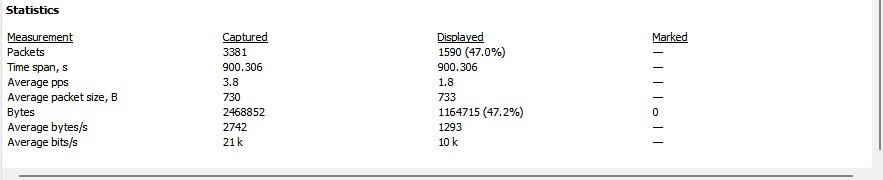 Statistics
Measurement Captured Displayed Marked
Packets 3381 1590 (47.0%) —
Time span, s 900.306 900.306 —
Average pps 3.8 1.8 —
Average packet size, B 730 733 —
Bytes 2468852 1164715 (47.2%) 0
Average bytes/s 2742 1293 —
Average bits/s 21 k 10 k —